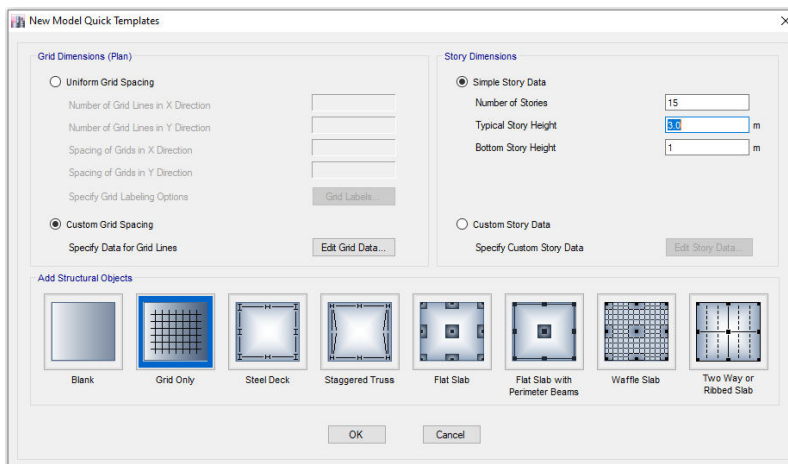 New Model Quick Templates
Grid Dimensions (Plan)
Uniform Grid Spacing
Number of Grid Lines in X Direction
Number of Grid Lines in Y Direction
Spacing of Grids in X Direction
Spacing of Grids in Y Direction
Specify Grid Labeling Options
Grid Labels...
Custom Grid Spacing
Specify Data for Grid Lines
Edit Grid Data...
Story Dimensions
Simple Story Data
Number of Stories 15
Typical Story Height 3.0 m
Bottom Story Height 1 m
Custom Story Data
Specify Custom Story Data
Edit Story Data...
Add Structural Objects
Blank
Grid Only
Steel Deck
Staggered Truss
Flat Slab
Flat Slab with
Perimeter Beams
Waffle Slab
Two Way or
Ribbed Slab
OK
Cancel